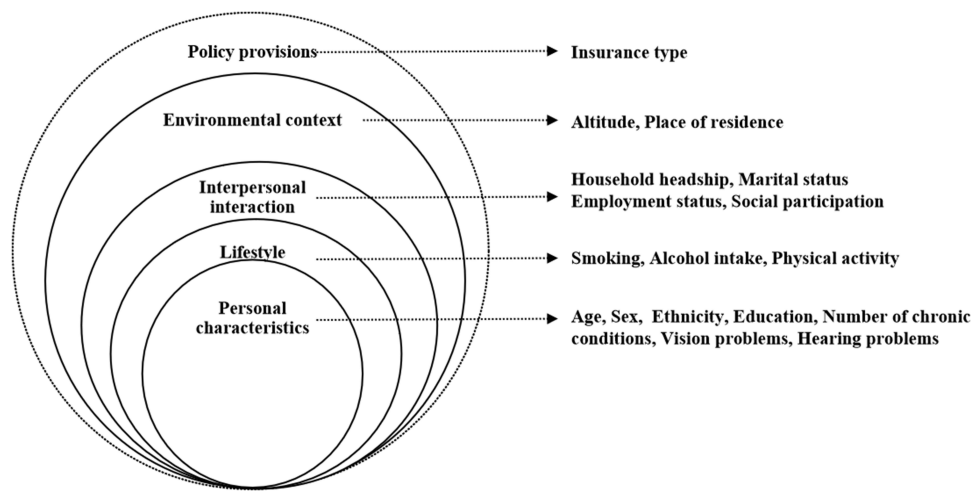 Policy provisions
Insurance type
Environmental context
Altitude, Place of residence
Interpersonal
interaction
Household headship, Marital status
Employment status, Social participation
Lifestyle
Smoking, Alcohol intake, Physical activity
Personal
characteristics
Age, Sex, Ethnicity, Education, Number of chronic
conditions, Vision problems, Hearing problems